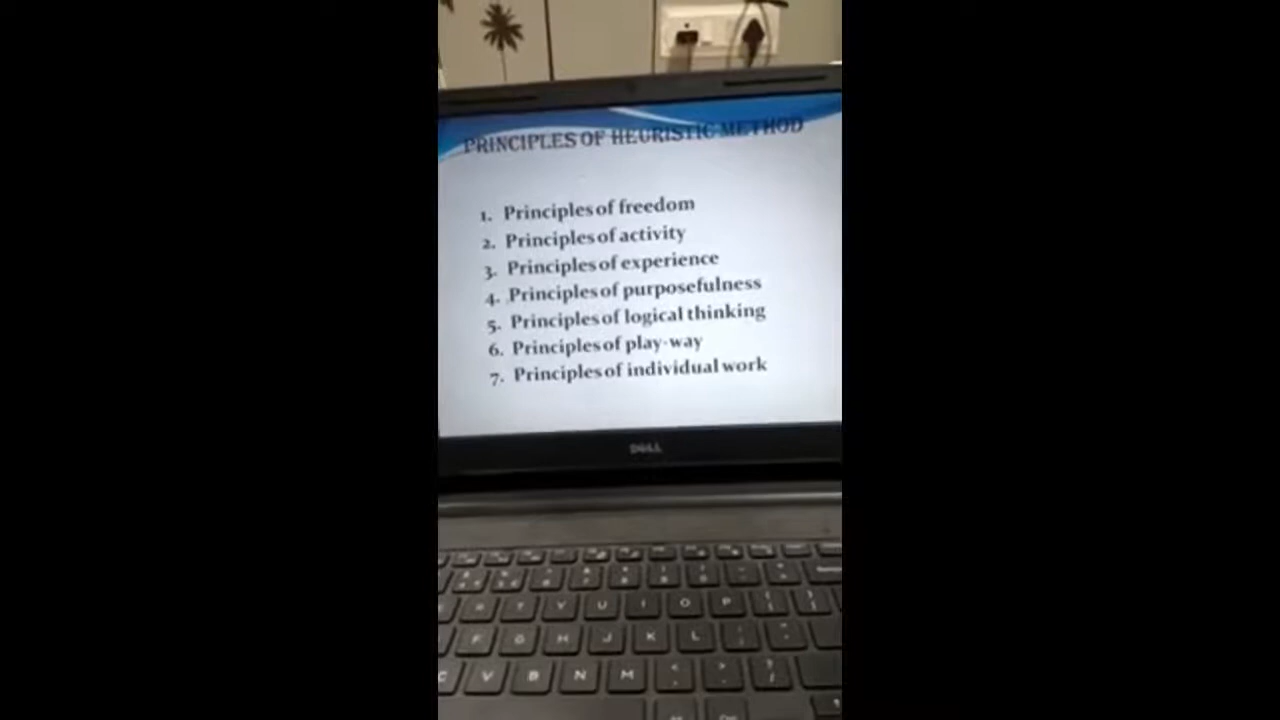 PRINCIPLES OF HEURISTIC METHOD
1. Principles of freedom
2. Principles of activity
3. Principles of experience
4. Principles of purposefulness
5. Principles of logical thinking
6. Principles of play-way
7. Principles of individual work
DELL
T Y U I O P { [ } ]
F G H J K L : ; "
C V B N M < , > . ? /